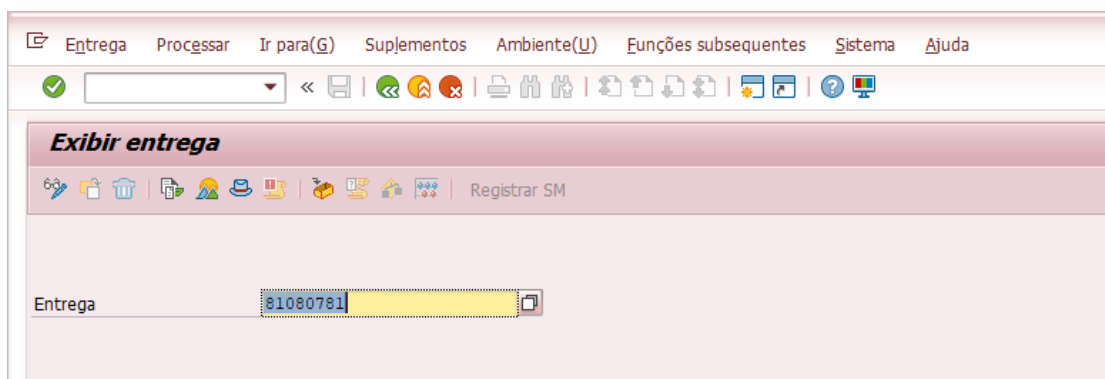 Entrega Processar Ir para(G) Suplementos Ambiente(U) Funções subsequentes Sistema Ajuda
Exibir entrega
Registrar SM
Entrega 81080781